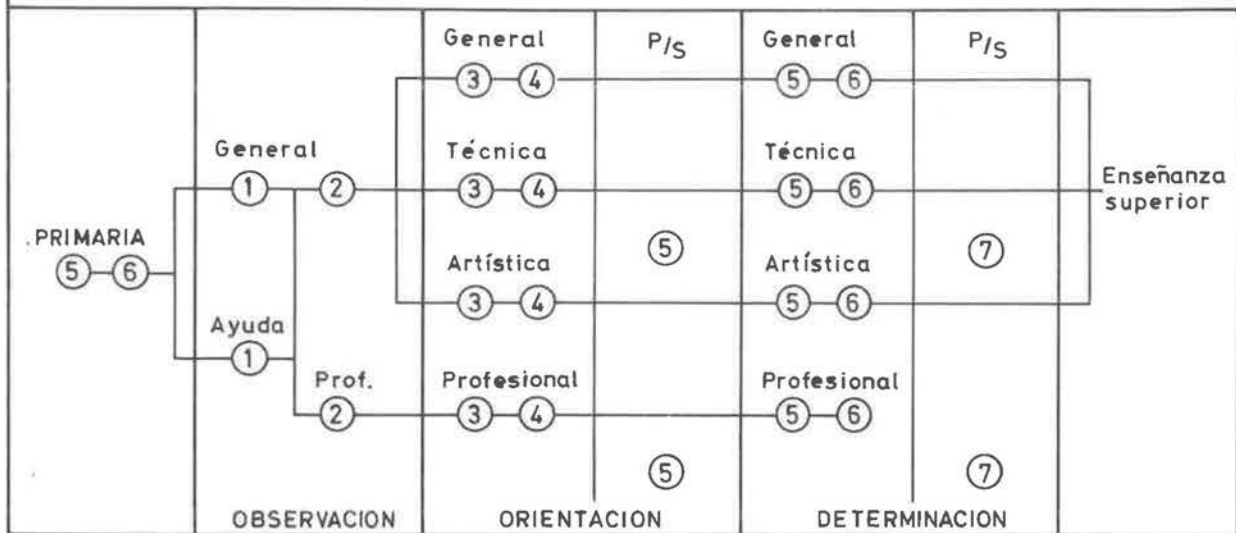 General P/S General P/S
③ ④ ⑤ ⑥
General Técnica Técnica
① ② ③ ④ ⑤ ⑥
Enseñanza
superior
.PRIMARIA
⑤ ⑥ ⑤ ⑦
Artística Artística
③ ④ ⑤ ⑥
Ayuda
①
Prof. Profesional Profesional
② ③ ④ ⑤ ⑥
⑤ ⑦
OBSERVACION ORIENTACION DETERMINACION